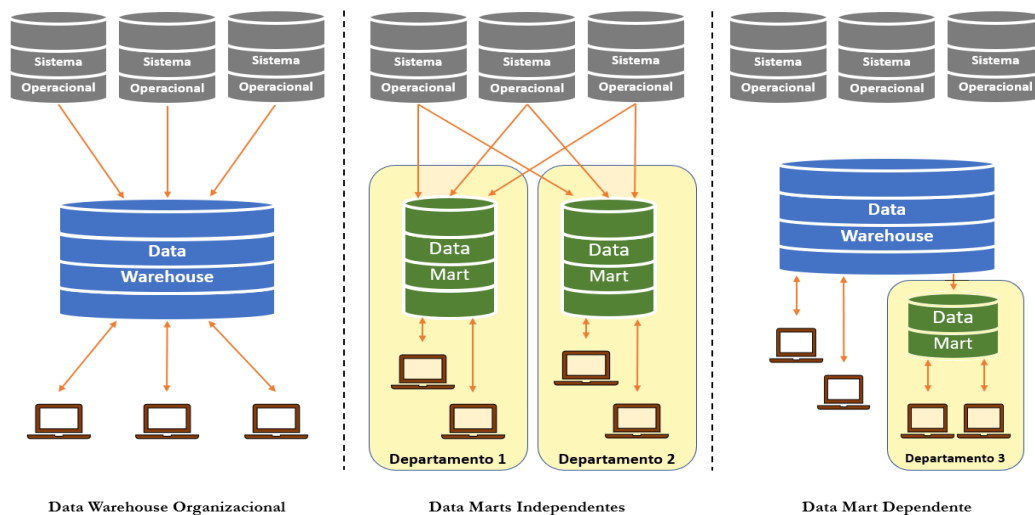 Sistema
Operacional
Sistema
Operacional
Sistema
Operacional
Data
Warehouse
Data Warehouse Organizacional
Sistema
Operacional
Sistema
Operacional
Sistema
Operacional
Data
Mart
Departamento 1
Data
Mart
Departamento 2
Data Marts Independentes
Sistema
Operacional
Sistema
Operacional
Sistema
Operacional
Data
Warehouse
Data
Mart
Departamento 3
Data Mart Dependente